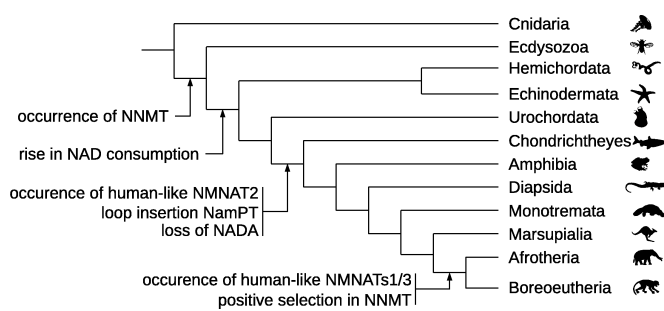 Cnidaria
Ecdysozoa
Hemichordata
Echinodermata
occurrence of NNMT
Urochordata
Chondrichtheyes
rise in NAD consumption
Amphibia
Diapsida
occurence of human-like NMNAT2
loop insertion NamPT
loss of NADA
Monotremata
Marsupialia
Afrotheria
occurence of human-like NMNATs1/3
positive selection in NNMT
Boreoeutheria